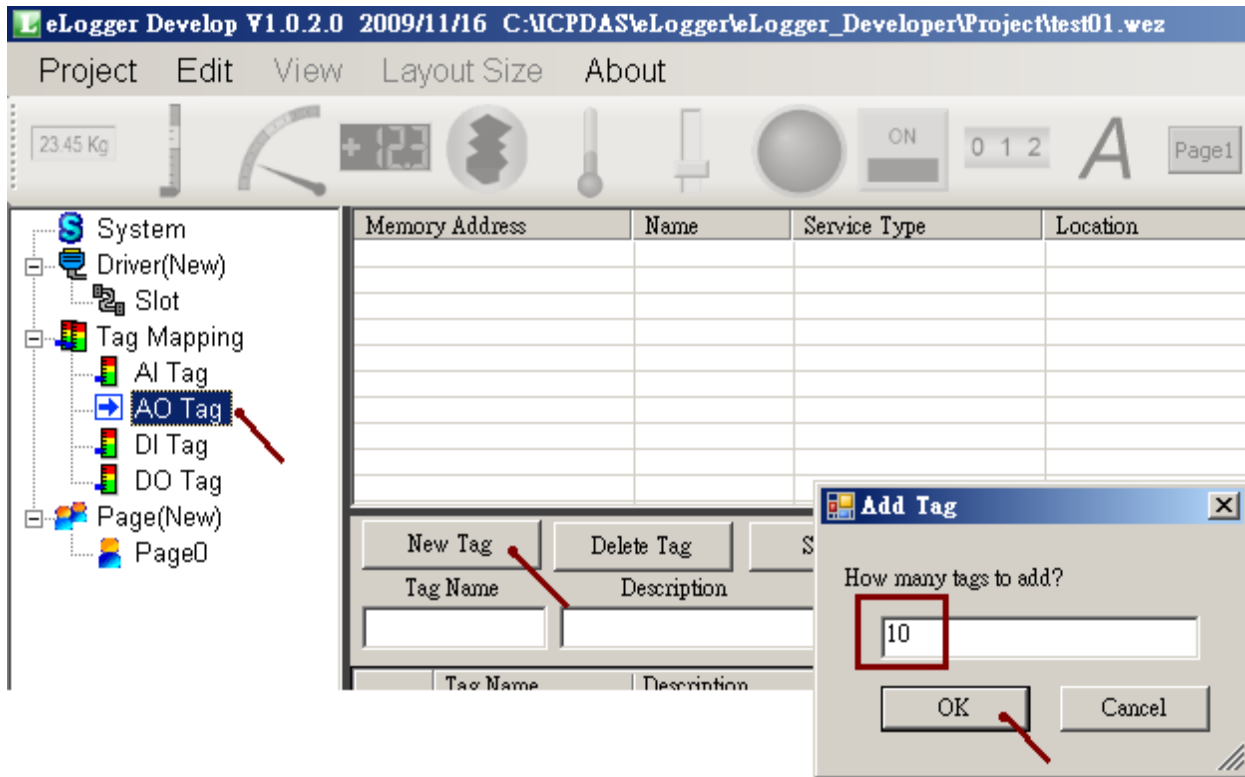 eLogger Develop V1.0.2.0 2009/11/16 C:\ICPDAS\eLogger\eLogger_Developer\Project\test01.wez
Project Edit View Layout Size About
23.45 Kg +12.3 ON 0 1 2 A Page1
System
Driver(New)
Slot
Tag Mapping
AI Tag
AO Tag
DI Tag
DO Tag
Page(New)
Page0
Memory Address Name Service Type Location
New Tag Delete Tag S
Tag Name Description
Tag Name Description
Add Tag
How many tags to add?
10
OK Cancel